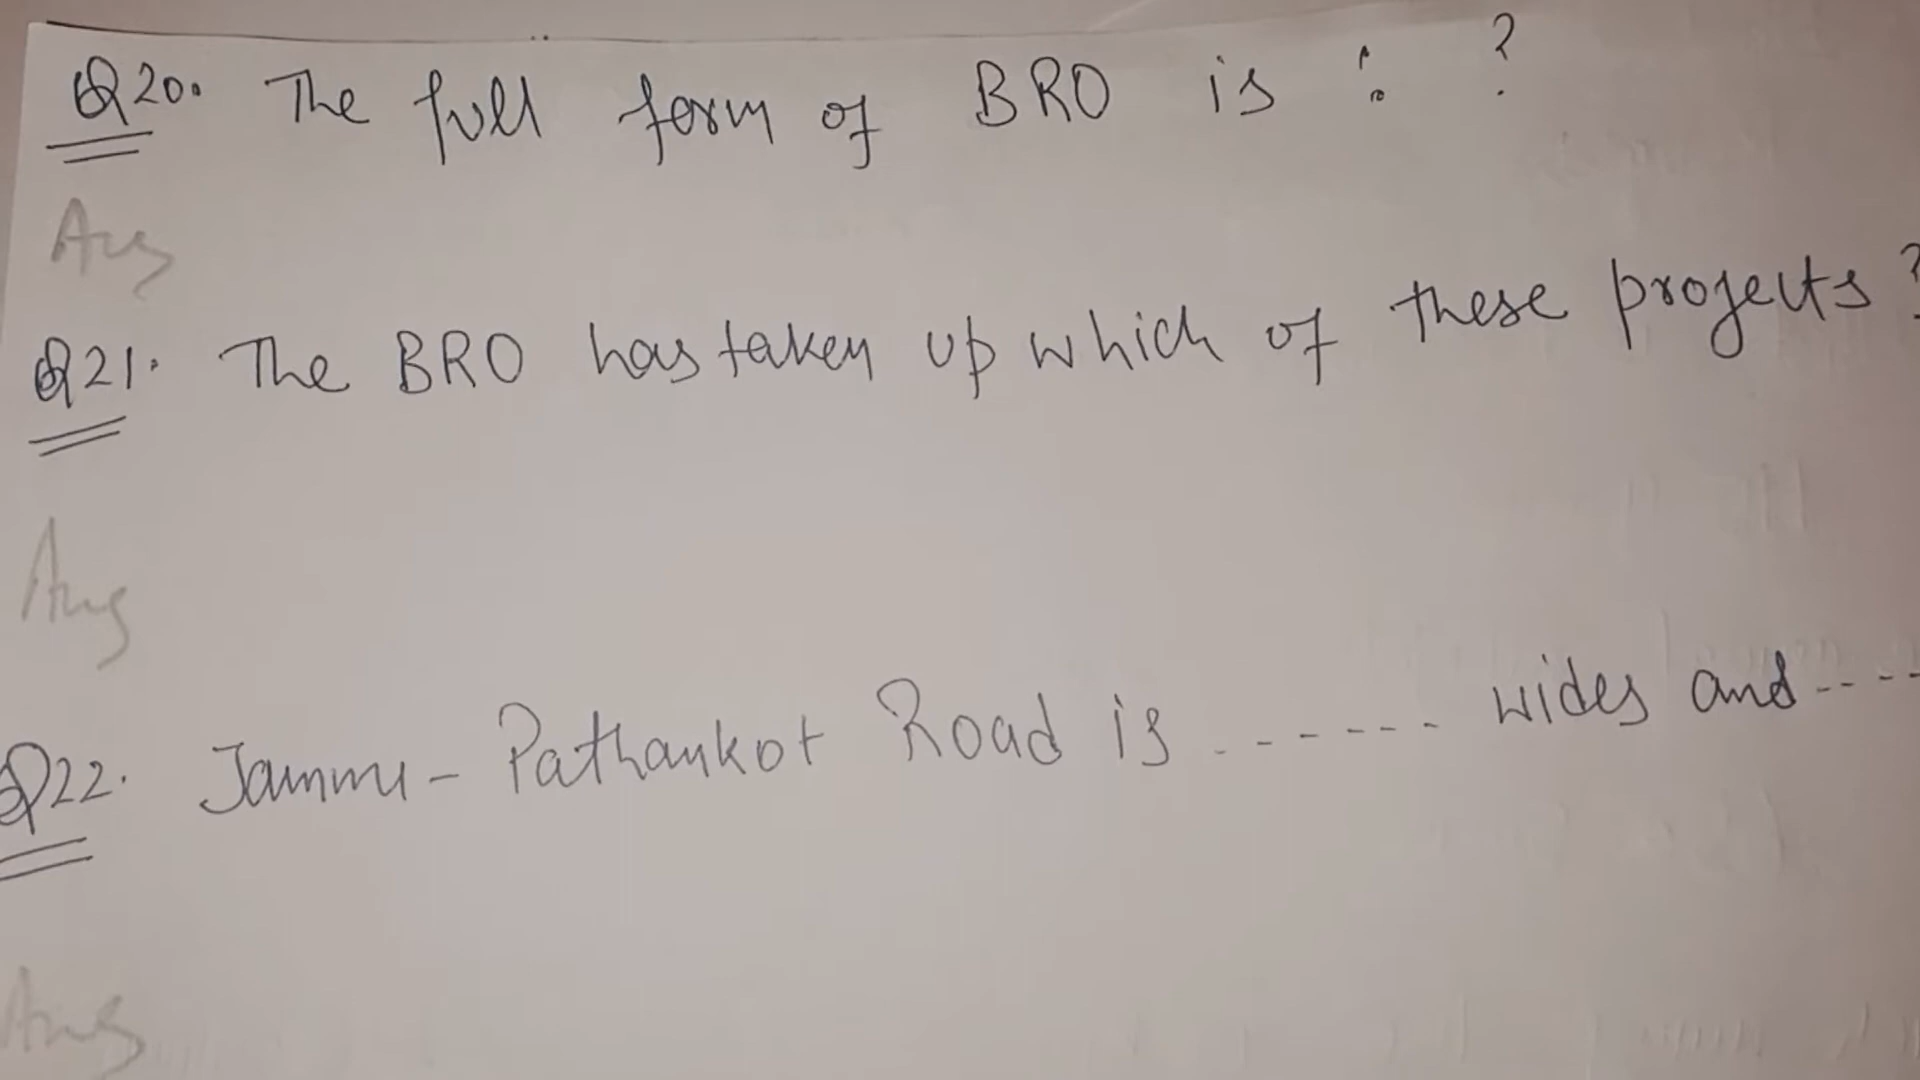 Q20. The full form of BRO is : ?
Ans
Q21. The BRO has taken up which of these projects ?
Ans
Q22. Jammu - Pathankot Road is ------- wides and ----
Ans